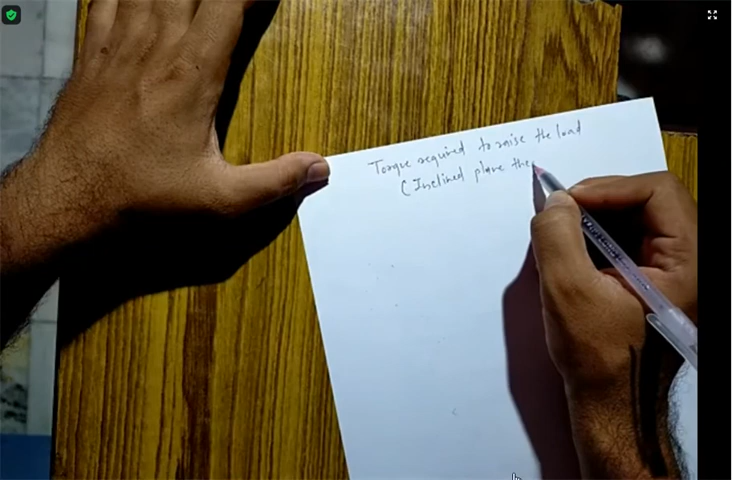 Torque required to raise the load
(Inclined plane the